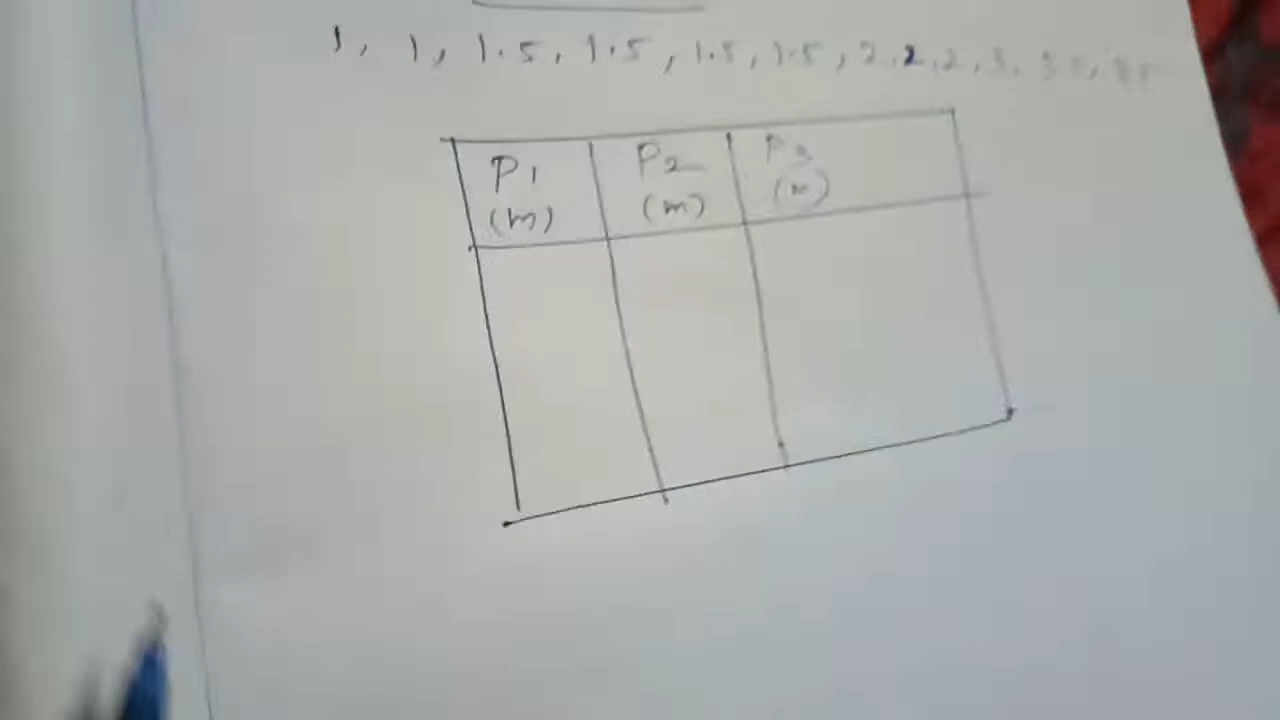 1, 1, 1.5, 1.5, 1.5, 1.5, 2, 2, 2, 3,
P1 P2 P3
(m) (m) (m)